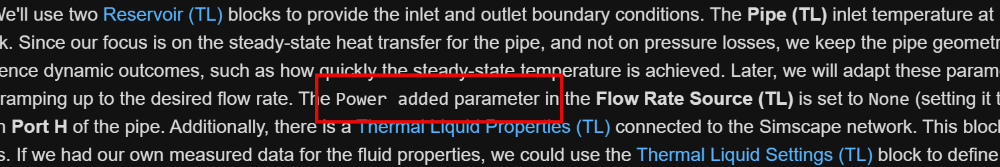 We'll use two Reservoir (TL) blocks to provide the inlet and outlet boundary conditions. The Pipe (TL) inlet temperature at
k. Since our focus is on the steady-state heat transfer for the pipe, and not on pressure losses, we keep the pipe geometr
ence dynamic outcomes, such as how quickly the steady-state temperature is achieved. Later, we will adapt these param
ramping up to the desired flow rate. The Power added parameter in the Flow Rate Source (TL) is set to None (setting it t
n Port H of the pipe. Additionally, there is a Thermal Liquid Properties (TL) connected to the Simscape network. This bloc
s. If we had our own measured data for the fluid properties, we could use the Thermal Liquid Settings (TL) block to define